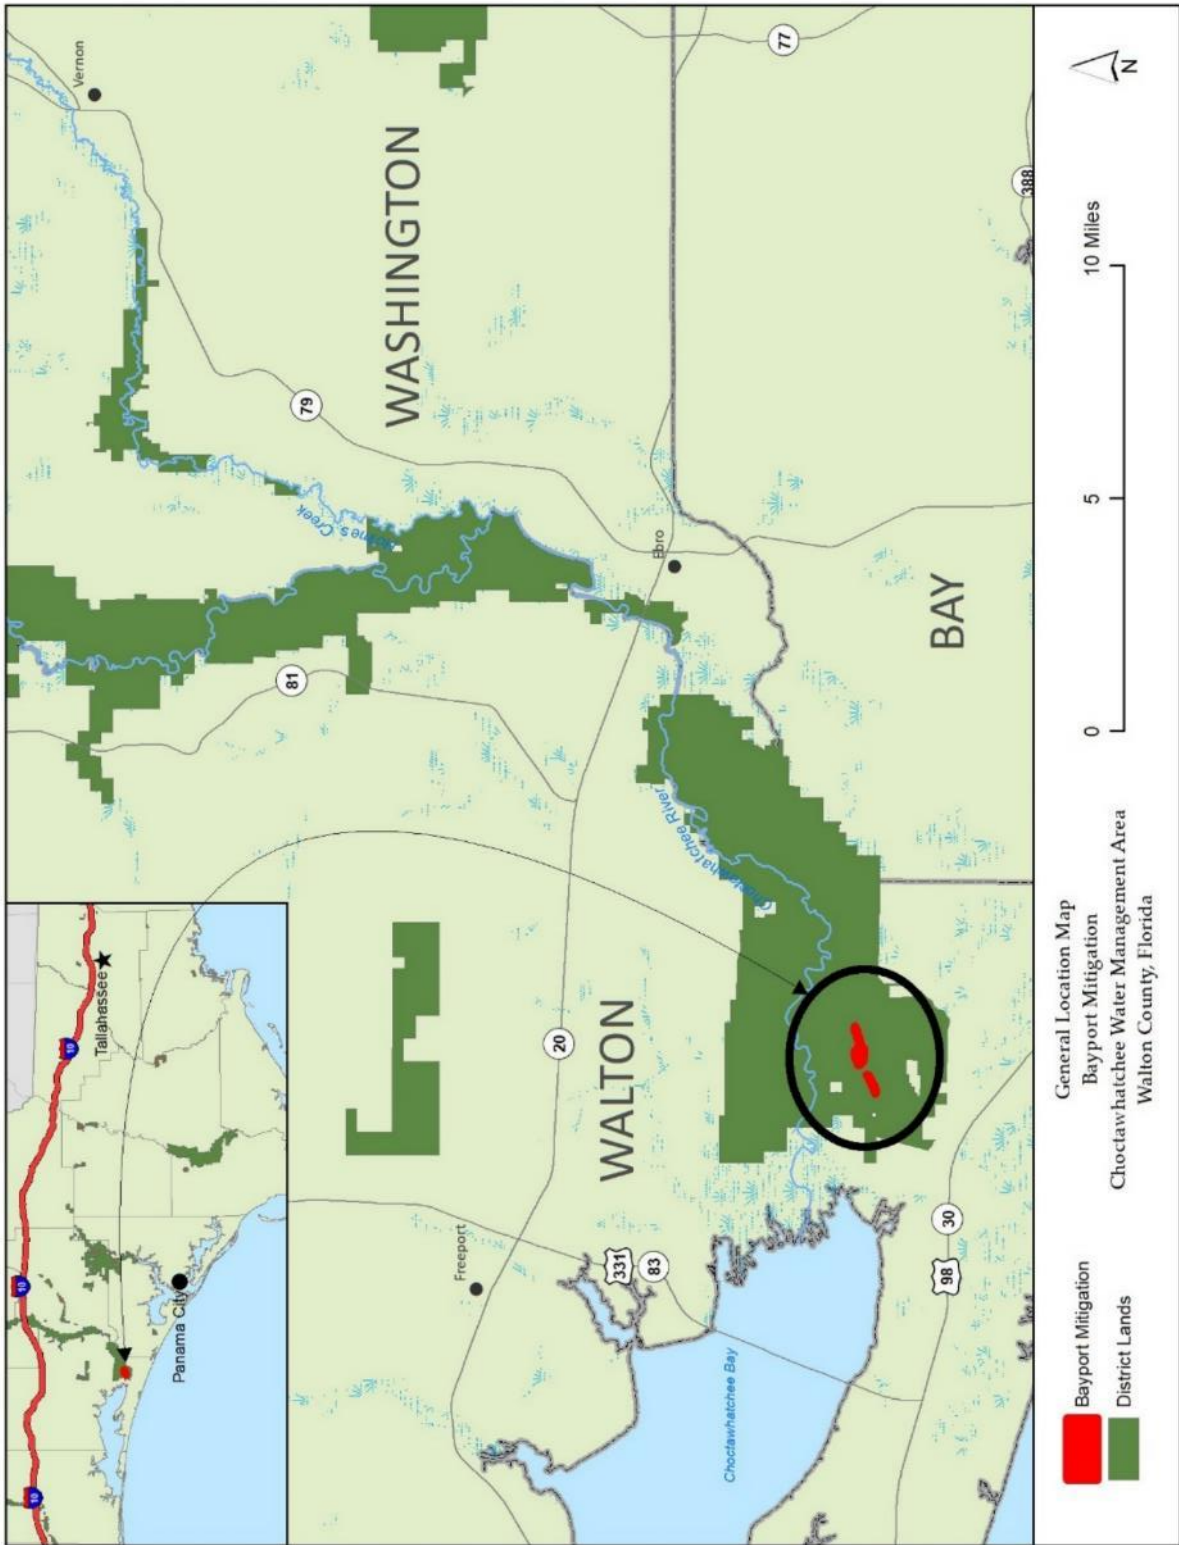 10
10
10
Tallahassee
Panama City
Vernon
WASHINGTON
79
77
81
Holmes Creek
20
Ebro
Freeport
WALTON
331
83
Choctawhatchee River
BAY
388
Choctawhatchee Bay
98
30
Bayport Mitigation
District Lands
General Location Map
Bayport Mitigation
Choctawhatchee Water Management Area
Walton County, Florida
0 5 10 Miles
N